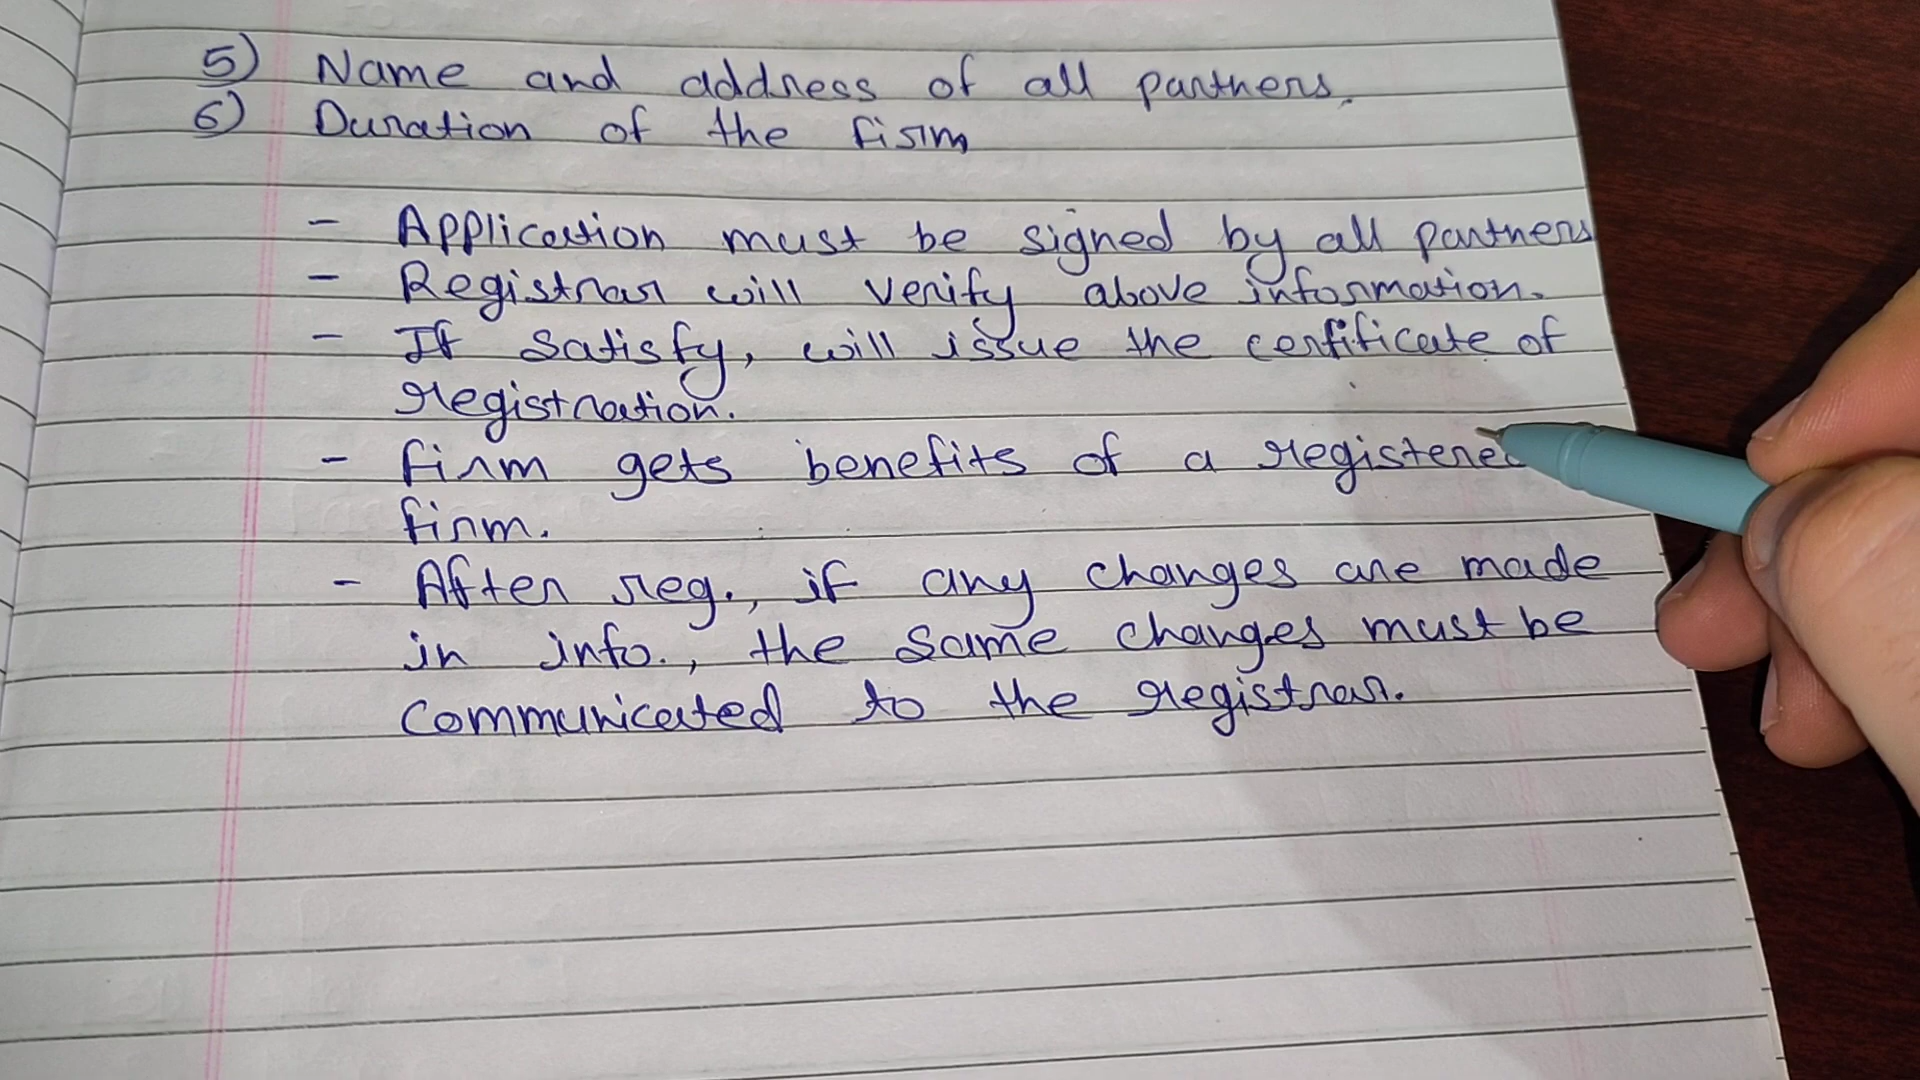 5) Name and address of all partners.
6) Duration of the firm
- Application must be signed by all partners
- Registrar will verify above information.
- If satisfy, will issue the certificate of
registration.
- firm gets benefits of a registered
firm.
- After reg., if any changes are made
in info., the same changes must be
communicated to the registrar.